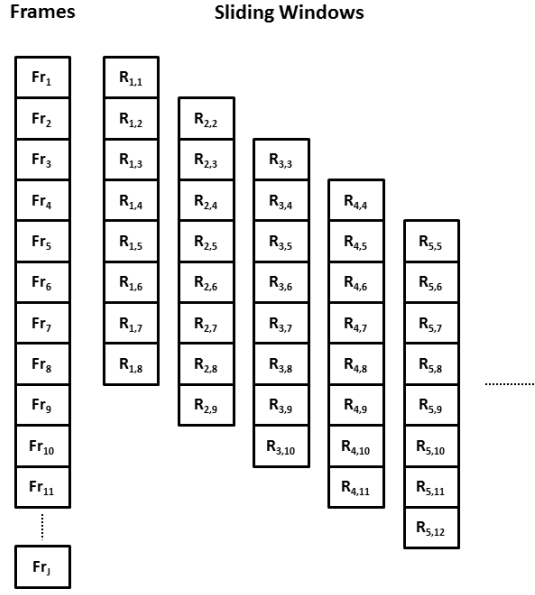 Frames Sliding Windows
Fr1 R1,1
Fr2 R1,2 R2,2
Fr3 R1,3 R2,3 R3,3
Fr4 R1,4 R2,4 R3,4 R4,4
Fr5 R1,5 R2,5 R3,5 R4,5 R5,5
Fr6 R1,6 R2,6 R3,6 R4,6 R5,6
Fr7 R1,7 R2,7 R3,7 R4,7 R5,7
Fr8 R1,8 R2,8 R3,8 R4,8 R5,8
Fr9 R2,9 R3,9 R4,9 R5,9
Fr10 R3,10 R4,10 R5,10
Fr11 R4,11 R5,11
R5,12
FrJ